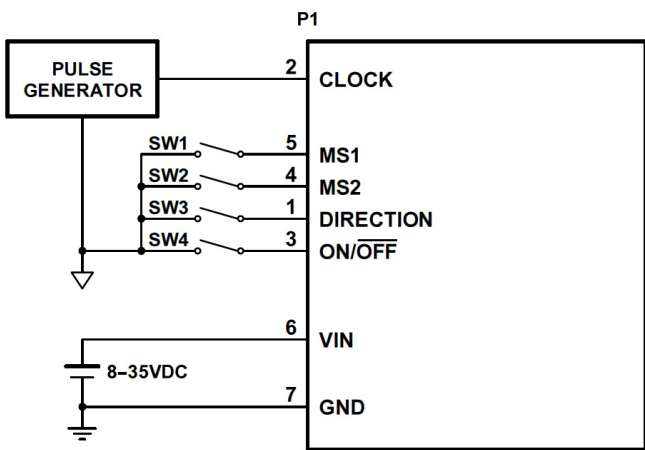 P1
PULSE
GENERATOR
2 CLOCK
SW1 5 MS1
SW2 4 MS2
SW3 1 DIRECTION
SW4 3 ON/O̅F̅F̅
6 VIN
8–35VDC
7 GND